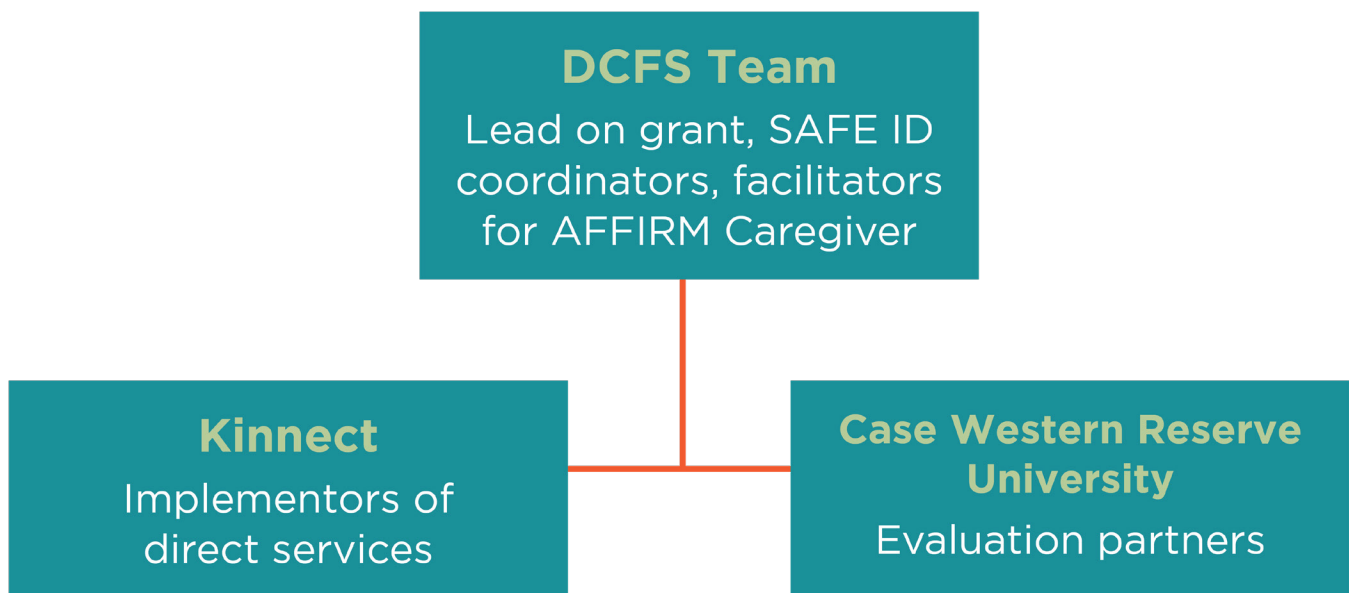 DCFS Team
Lead on grant, SAFE ID
coordinators, facilitators
for AFFIRM Caregiver
Kinnect
Implementors of
direct services
Case Western Reserve
University
Evaluation partners